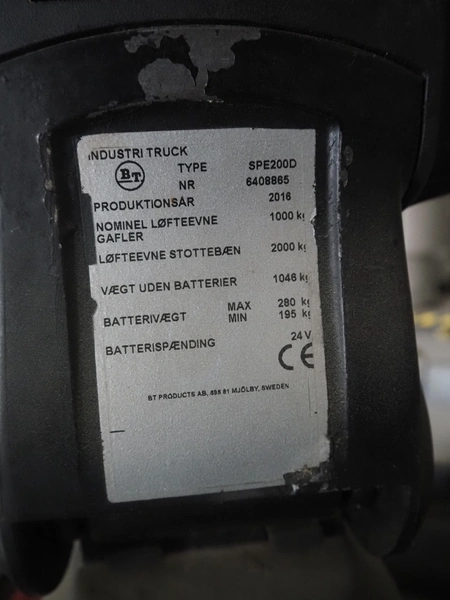 INDUSTRI TRUCK
BT TYPE SPE200D
NR 6408865
PRODUKTIONSÅR 2016
NOMINEL LØFTEEVNE 1000 kg
GAFLER
LØFTEEVNE STOTTEBÆN 2000 kg
VÆGT UDEN BATTERIER 1046 kg
BATTERIVÆGT MAX 280 kg
MIN 195 kg
BATTERISPÆNDING 24 V
CE
BT PRODUCTS AB, 595 81 MJÖLBY, SWEDEN